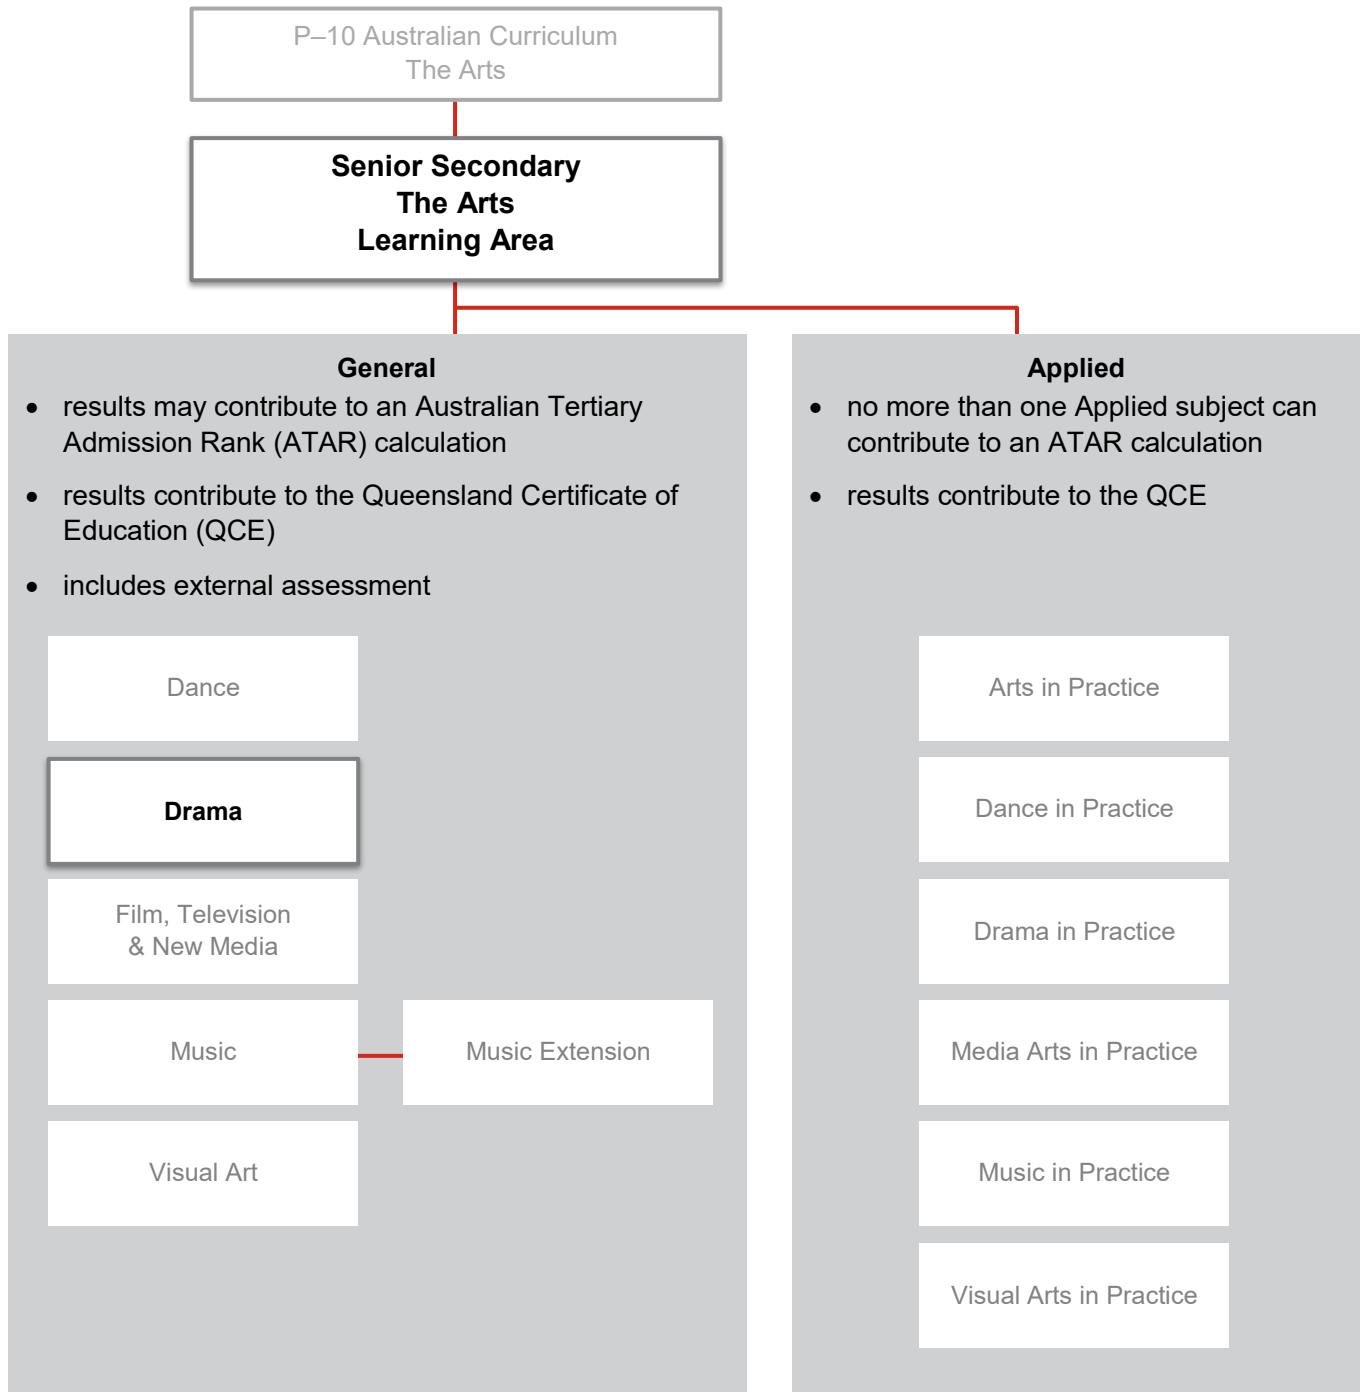 P–10 Australian Curriculum
The Arts
Senior Secondary
The Arts
Learning Area
General
• results may contribute to an Australian Tertiary
Admission Rank (ATAR) calculation
• results contribute to the Queensland Certificate of
Education (QCE)
• includes external assessment
Dance
Drama
Film, Television
& New Media
Music
Music Extension
Visual Art
Applied
• no more than one Applied subject can
contribute to an ATAR calculation
• results contribute to the QCE
Arts in Practice
Dance in Practice
Drama in Practice
Media Arts in Practice
Music in Practice
Visual Arts in Practice